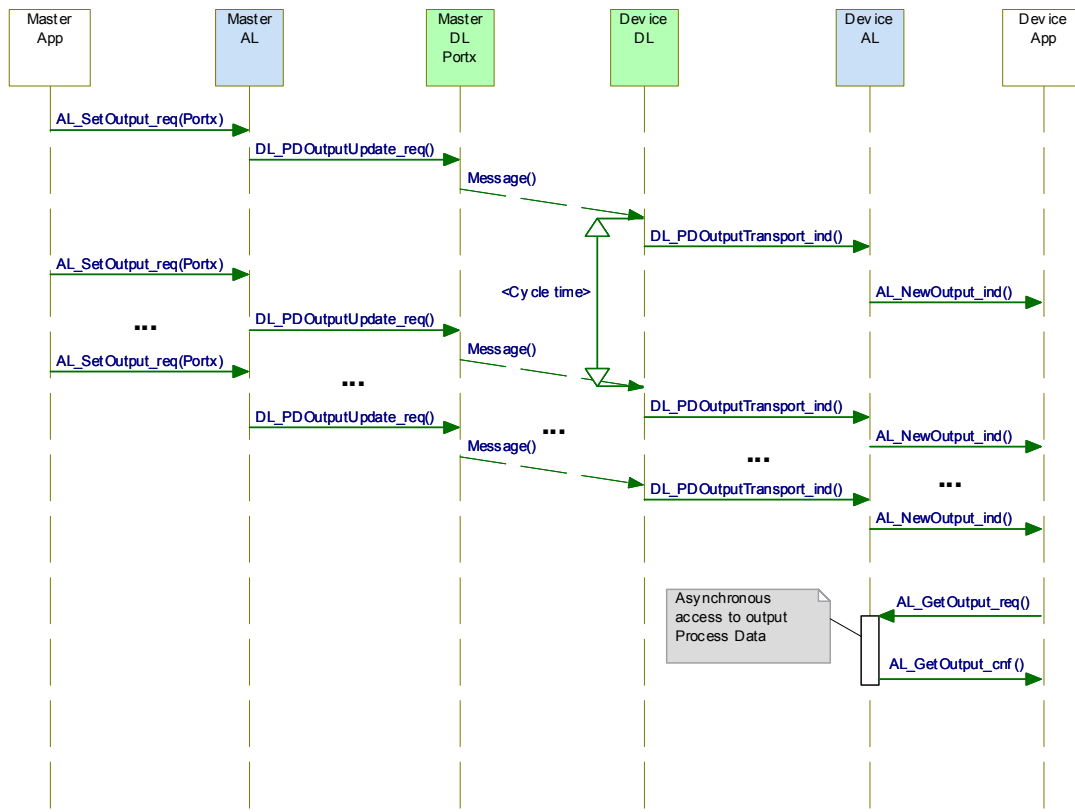 Master
App
Master
AL
Master
DL
Portx
Device
DL
Device
AL
Device
App
AL_SetOutput_req(Portx)
DL_PDOutputUpdate_req()
Message()
DL_PDOutputTransport_ind()
AL_SetOutput_req(Portx)
<Cycle time>
AL_NewOutput_ind()
...
DL_PDOutputUpdate_req()
Message()
AL_SetOutput_req(Portx)
...
DL_PDOutputTransport_ind()
DL_PDOutputUpdate_req()
...
AL_NewOutput_ind()
Message()
...
DL_PDOutputTransport_ind()
...
AL_NewOutput_ind()
Asynchronous
access to output
Process Data
AL_GetOutput_req()
AL_GetOutput_cnf()